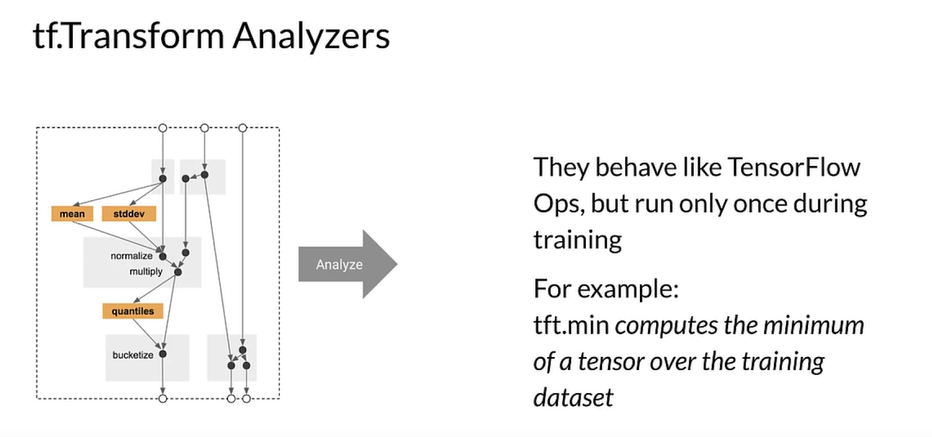 tf.Transform Analyzers
mean
stddev
normalize
multiply
quantiles
bucketize
Analyze
They behave like TensorFlow
Ops, but run only once during
training
For example:
tft.min computes the minimum
of a tensor over the training
dataset